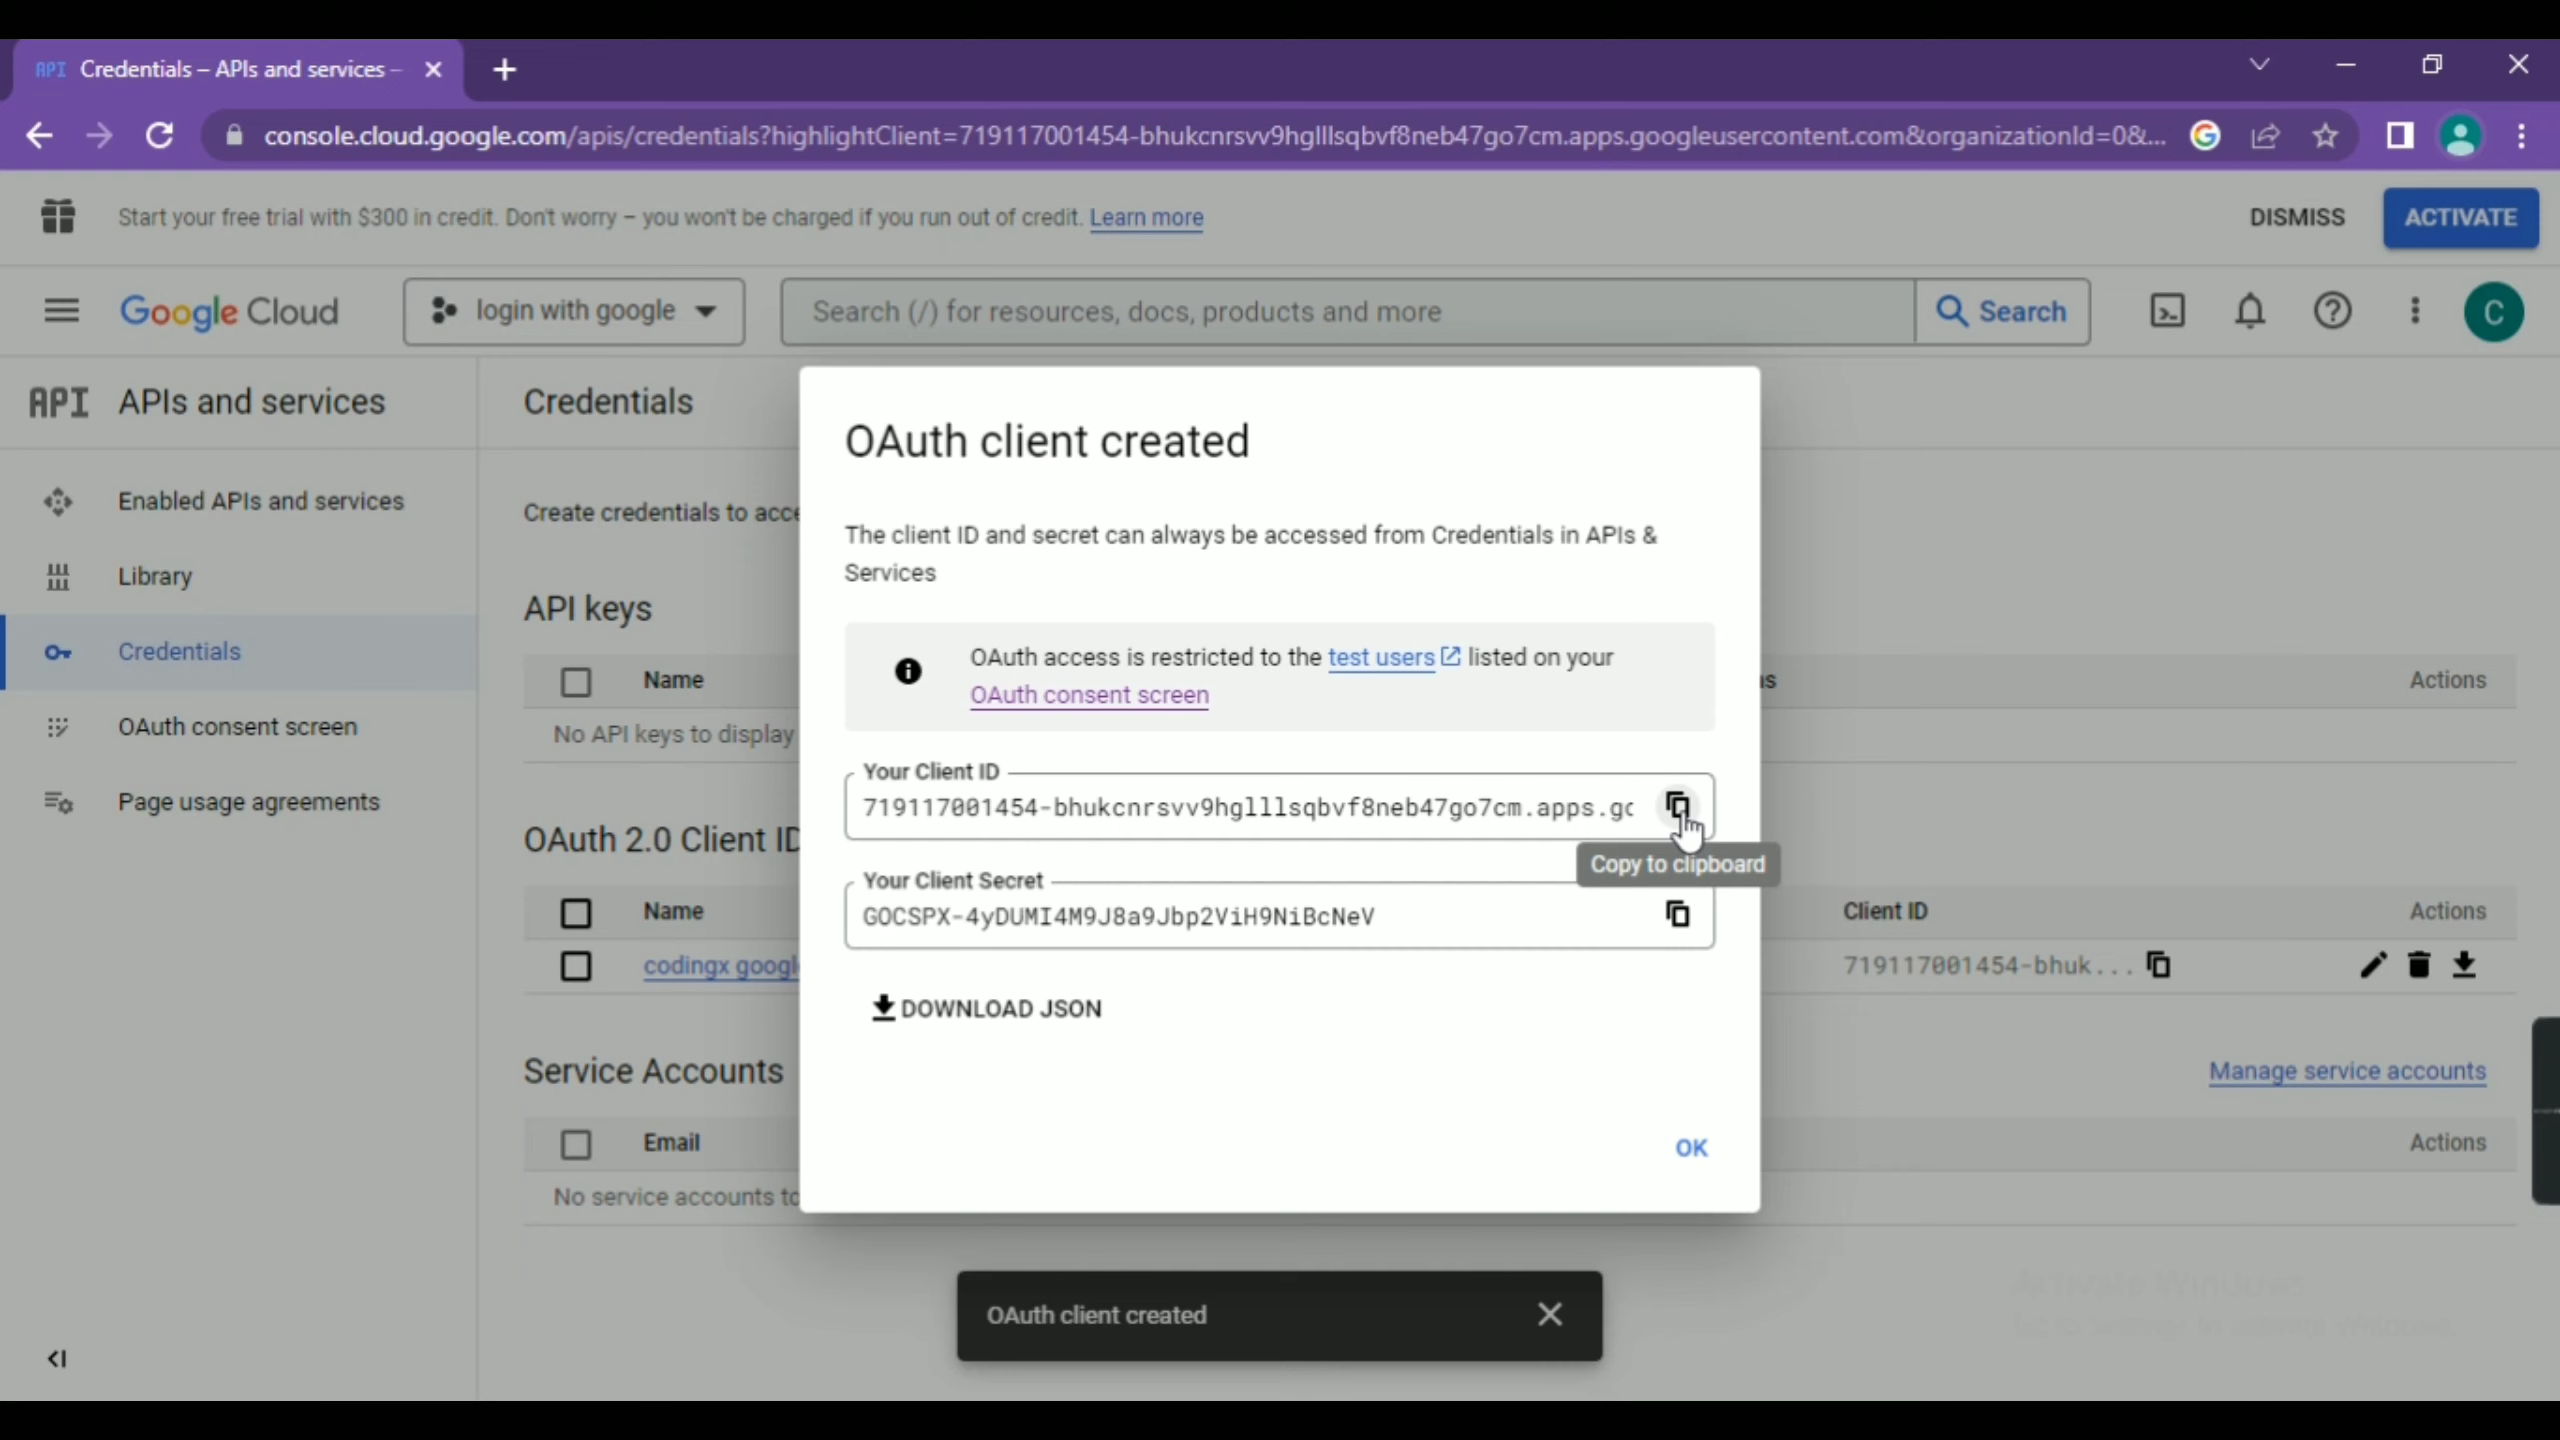 API Credentials – APIs and services –
console.cloud.google.com/apis/credentials?highlightClient=719117001454-bhukcnrsvv9hglllsqbvf8neb47go7cm.apps.googleusercontent.com&organizationId=0&...
Start your free trial with $300 in credit. Don't worry – you won't be charged if you run out of credit. Learn more
DISMISS
ACTIVATE
Google Cloud
login with google
Search (/) for resources, docs, products and more
Search
C
API APIs and services
Enabled APIs and services
Library
Credentials
OAuth consent screen
Page usage agreements
Credentials
Create credentials to acce
API keys
Name
Actions
No API keys to display
OAuth 2.0 Client ID
Name
Client ID
Actions
codingx googl
719117001454-bhuk...
Service Accounts
Manage service accounts
Email
Actions
No service accounts to
OAuth client created
The client ID and secret can always be accessed from Credentials in APIs &
Services
OAuth access is restricted to the test users listed on your
OAuth consent screen
Your Client ID
719117001454-bhukcnrsvv9hglllsqbvf8neb47go7cm.apps.gc
Copy to clipboard
Your Client Secret
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
DOWNLOAD JSON
OK
OAuth client created